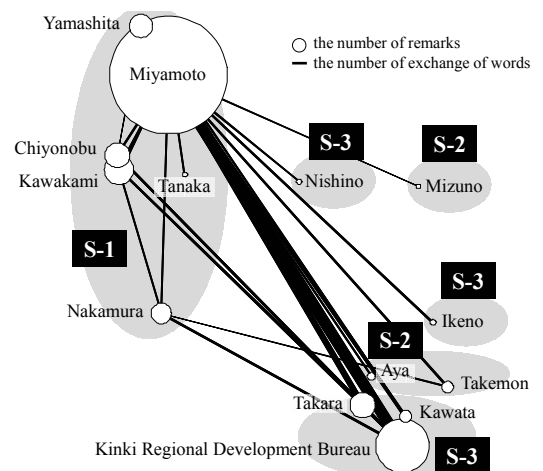 Yamashita
Miyamoto
the number of remarks
the number of exchange of words
S-3
S-2
Chiyonobu
Kawakami
Tanaka
Nishino
Mizuno
S-1
S-3
Nakamura
Ikeno
S-2
Aya
Takemon
Takara
Kawata
Kinki Regional Development Bureau
S-3